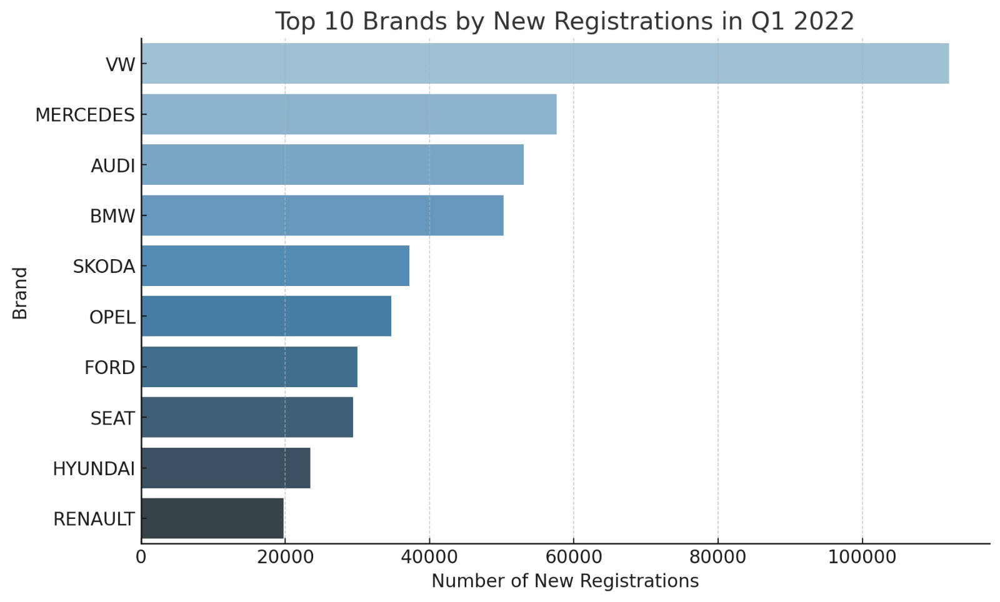 Top 10 Brands by New Registrations in Q1 2022
VW
MERCEDES
AUDI
BMW
SKODA
OPEL
FORD
SEAT
HYUNDAI
RENAULT
Brand
0 20000 40000 60000 80000 100000
Number of New Registrations